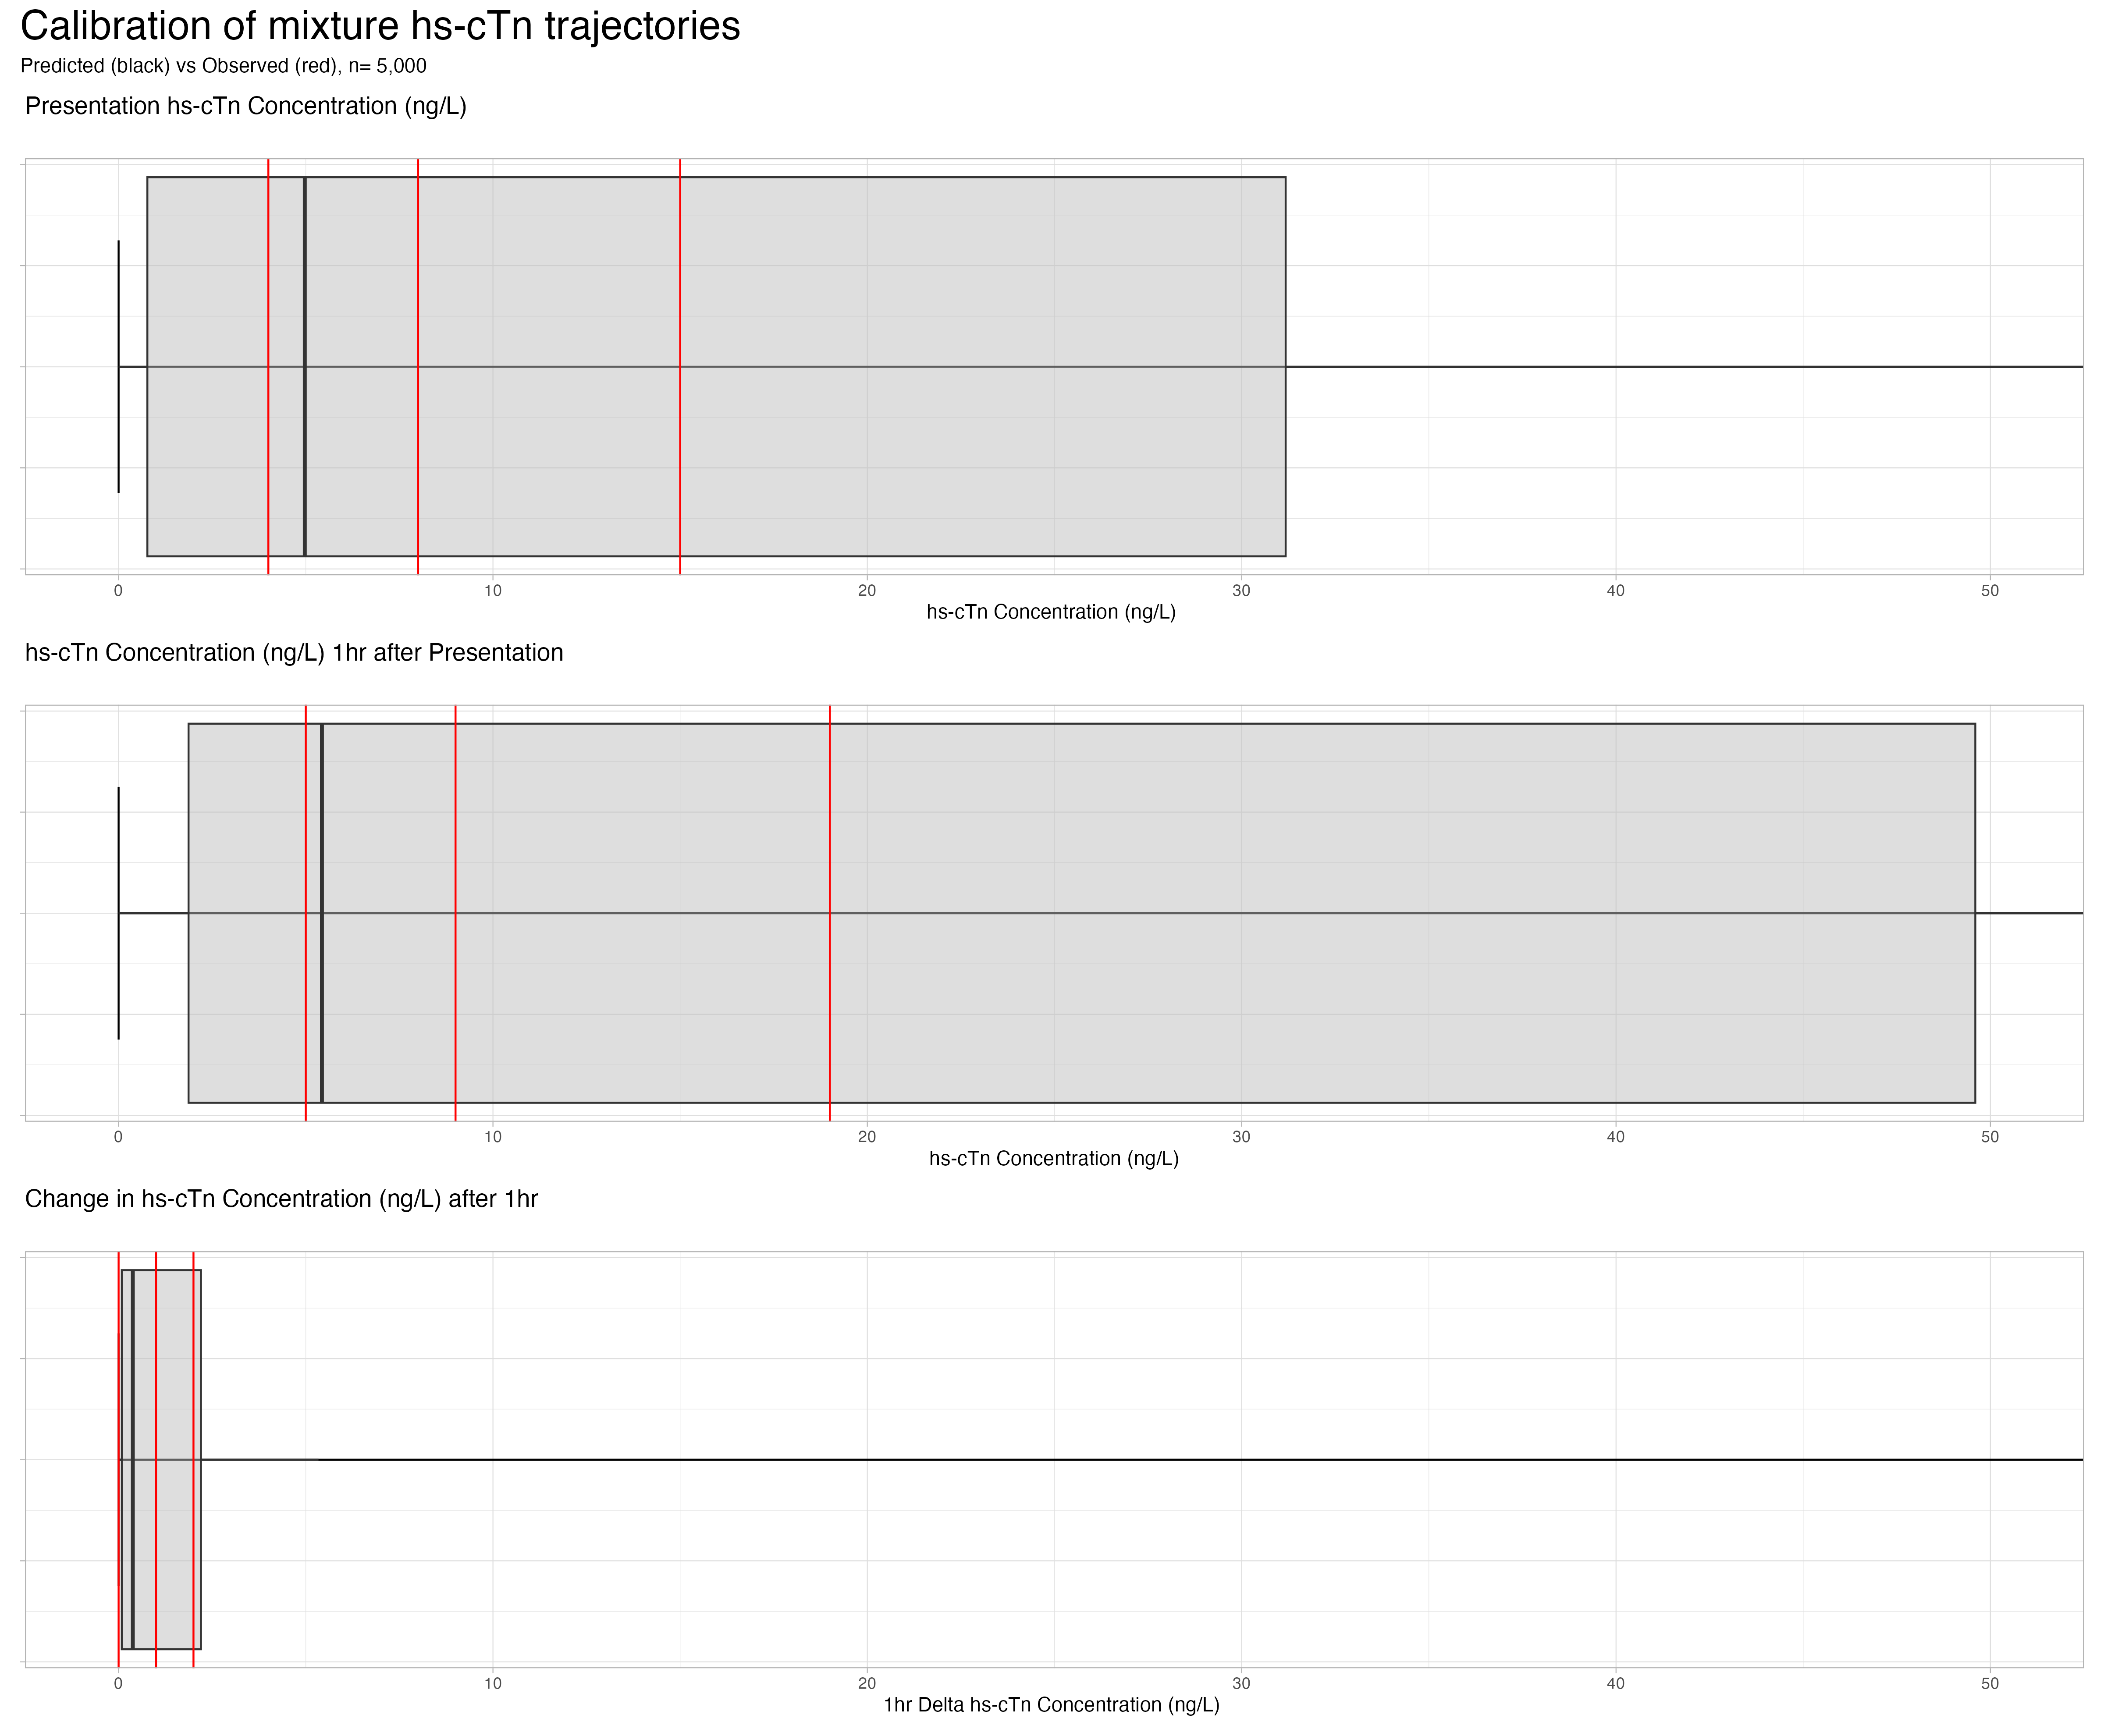 Calibration of mixture hs-cTn trajectories
Predicted (black) vs Observed (red), n= 5,000
Presentation hs-cTn Concentration (ng/L)
0 10 20 30 40 50
hs-cTn Concentration (ng/L)
hs-cTn Concentration (ng/L) 1hr after Presentation
0 10 20 30 40 50
hs-cTn Concentration (ng/L)
Change in hs-cTn Concentration (ng/L) after 1hr
0 10 20 30 40 50
1hr Delta hs-cTn Concentration (ng/L)